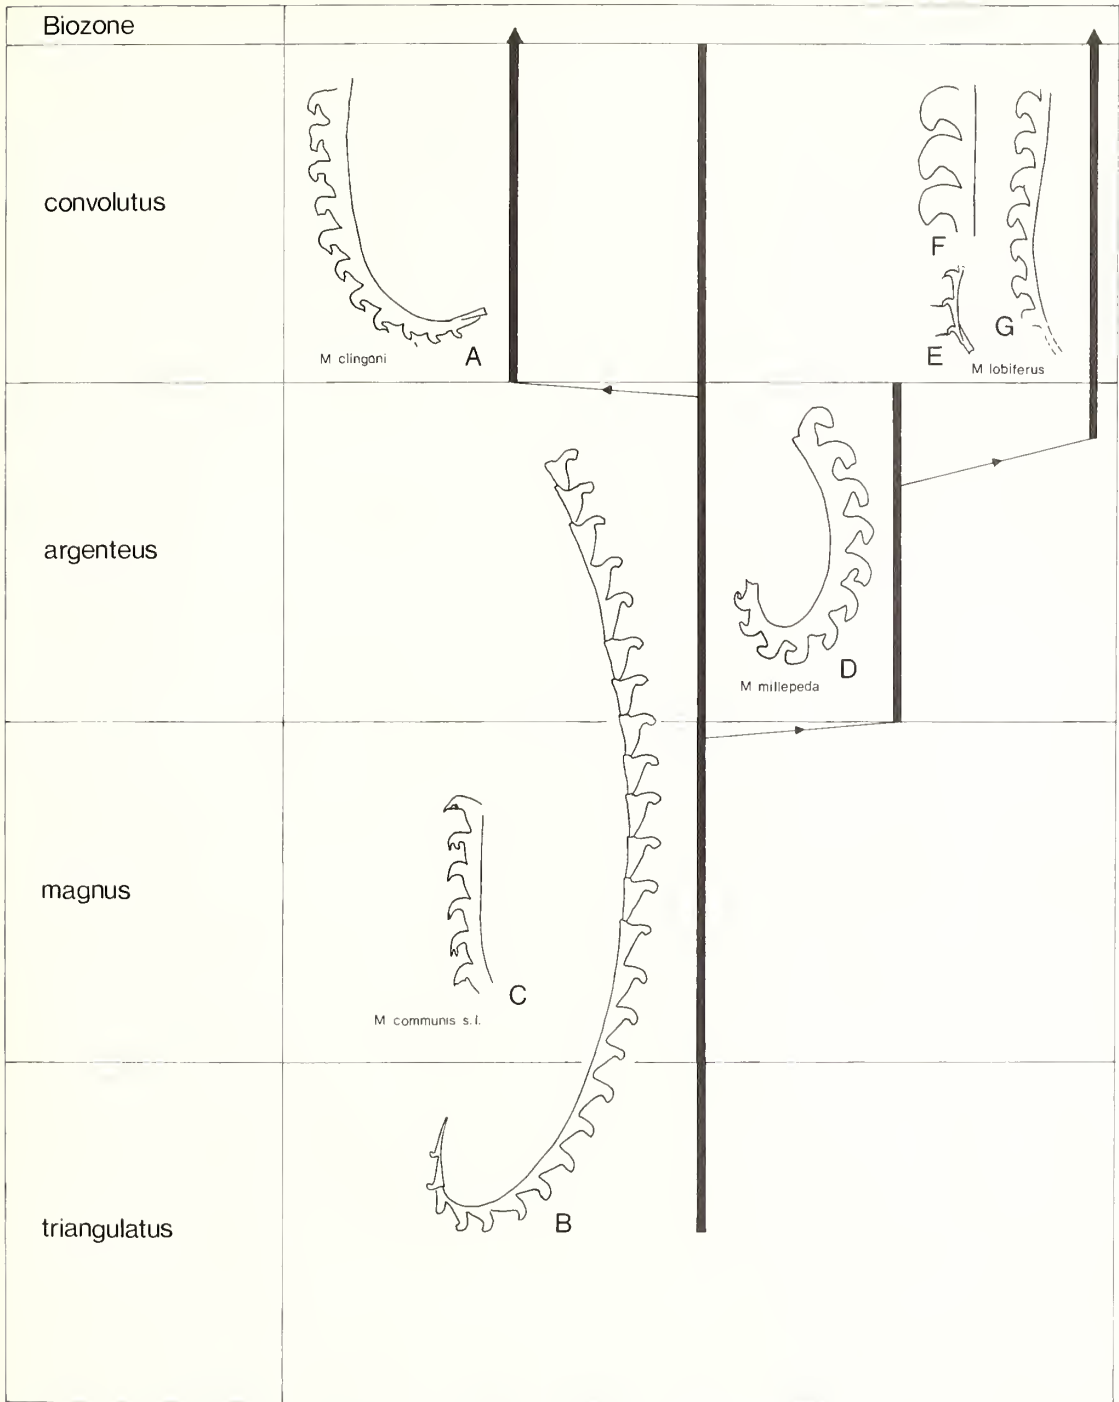 Biozone
convolutus
M clingani
A
F
E
G
M lobiferus
argenteus
D
M millepeda
magnus
C
M communis s.l.
triangulatus
B